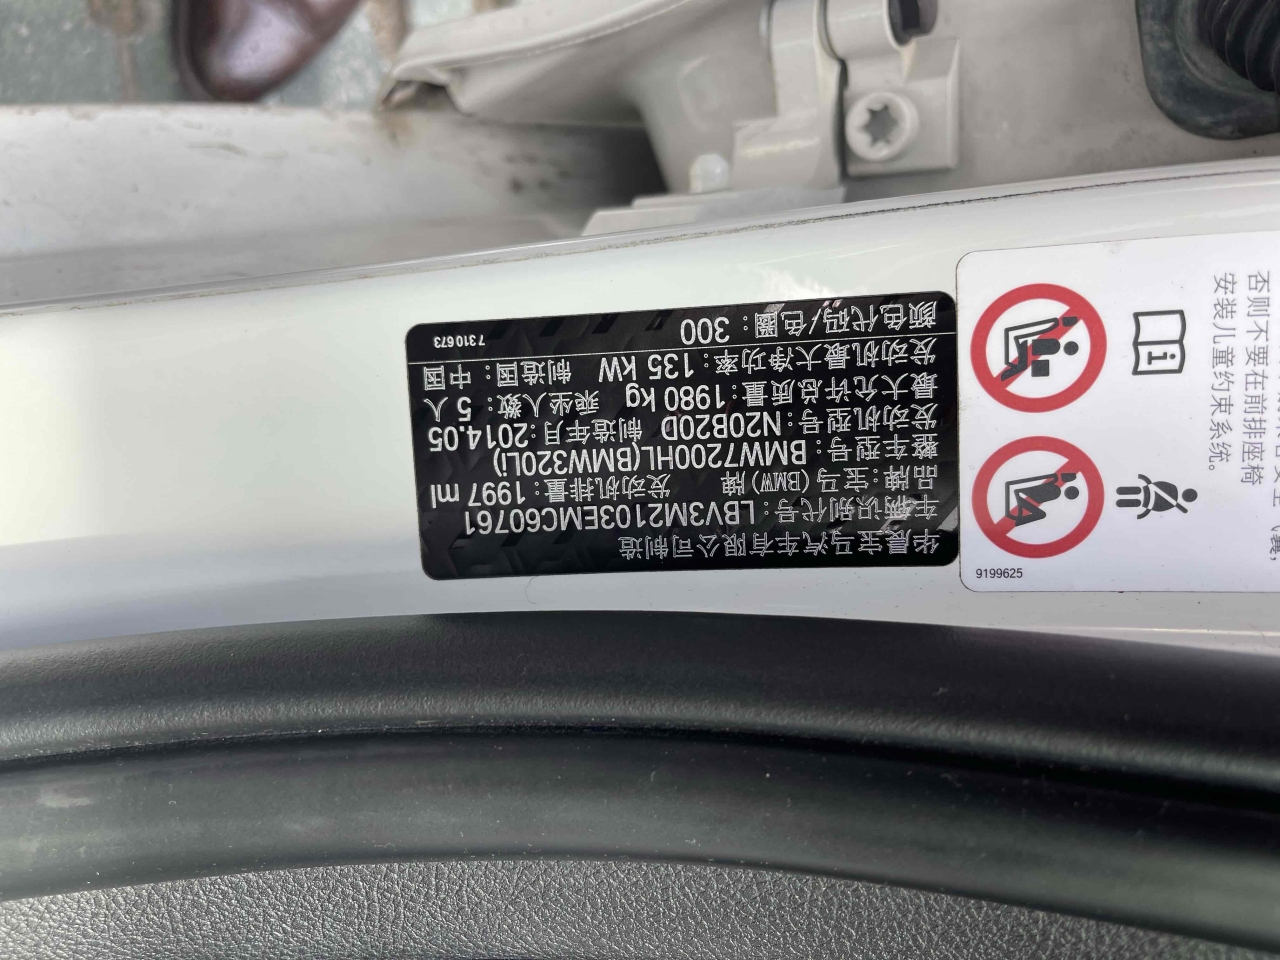 华晨宝马汽车有限公司制造
车辆识别代号：LBV3M2103EMC60761
品牌：宝马(BMW)牌 发动机排量：1997 ml
整车型号：BMW7200HL(BMW320Li)
发动机型号：N20B20D 制造年月：2014.05
最大允许总质量：1980 kg 乘坐人数：5 人
发动机最大净功率：135 kW 制造国：中国
颜色代码/色圖：300
7310673
否则不要在前排座椅
安装儿童约束系统。
9199625